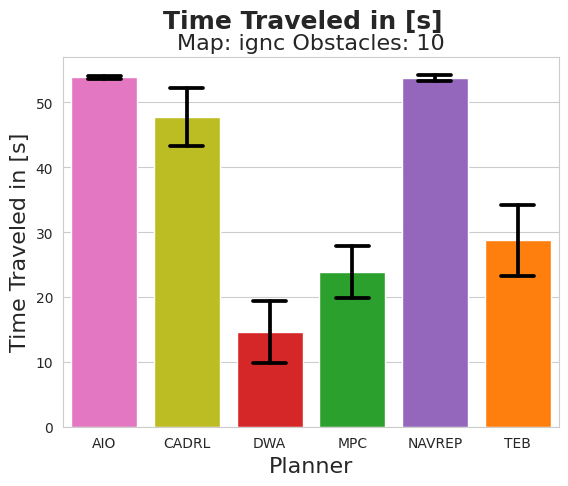 Time Traveled in [s]
Map: ignc Obstacles: 10
Time Traveled in [s]
50
40
30
20
10
0
AIO CADRL DWA MPC NAVREP TEB
Planner